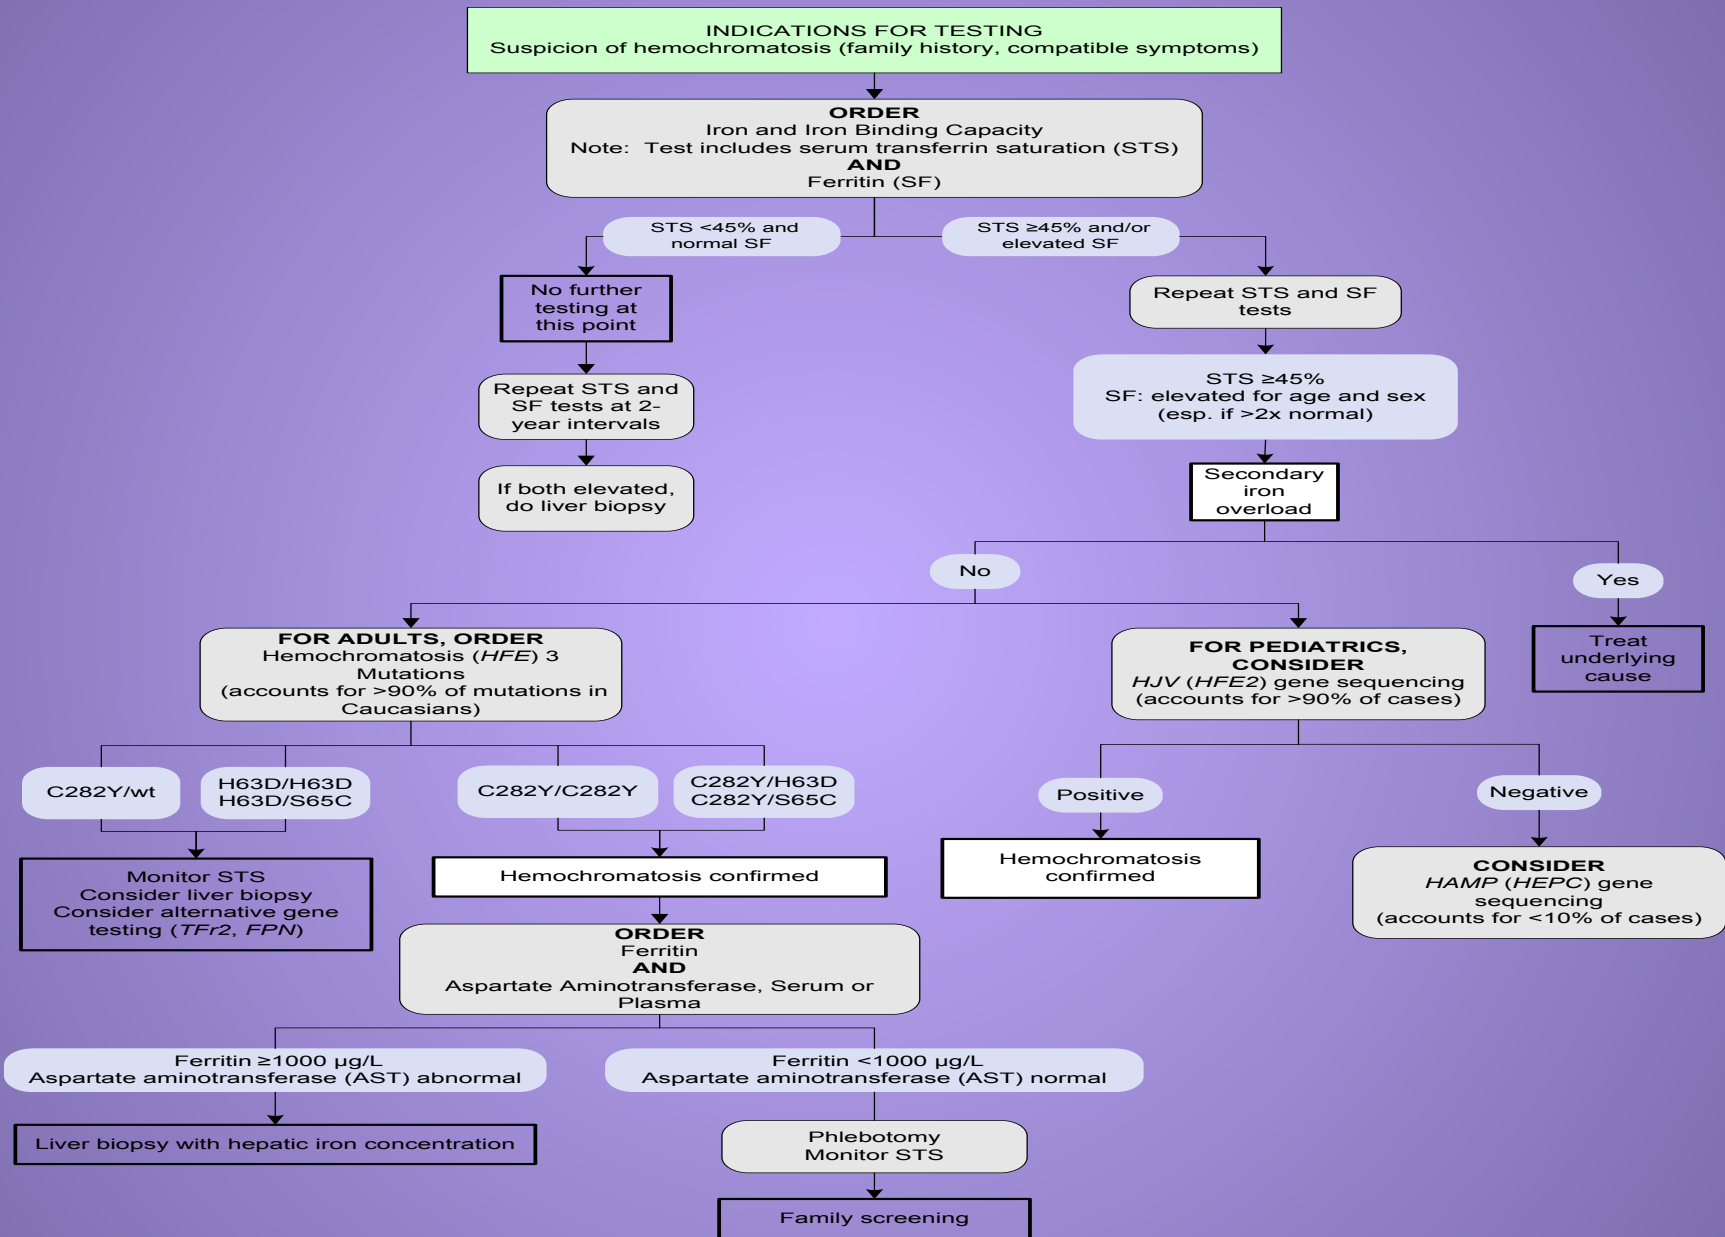 INDICATIONS FOR TESTING
Suspicion of hemochromatosis (family history, compatible symptoms)
ORDER
Iron and Iron Binding Capacity
Note: Test includes serum transferrin saturation (STS)
AND
Ferritin (SF)
STS <45% and
normal SF
STS ≥45% and/or
elevated SF
No further
testing at
this point
Repeat STS and SF
tests
Repeat STS and
SF tests at 2-
year intervals
STS ≥45%
SF: elevated for age and sex
(esp. if >2x normal)
If both elevated,
do liver biopsy
Secondary
iron
overload
No
Yes
FOR ADULTS, ORDER
Hemochromatosis (HFE) 3
Mutations
(accounts for >90% of mutations in
Caucasians)
FOR PEDIATRICS,
CONSIDER
HJV (HFE2) gene sequencing
(accounts for >90% of cases)
Treat
underlying
cause
C282Y/wt
H63D/H63D
H63D/S65C
C282Y/C282Y
C282Y/H63D
C282Y/S65C
Positive
Negative
Monitor STS
Consider liver biopsy
Consider alternative gene
testing (TFr2, FPN)
Hemochromatosis confirmed
Hemochromatosis
confirmed
CONSIDER
HAMP (HEPC) gene
sequencing
(accounts for <10% of cases)
ORDER
Ferritin
AND
Aspartate Aminotransferase, Serum or
Plasma
Ferritin ≥1000 µg/L
Aspartate aminotransferase (AST) abnormal
Ferritin <1000 µg/L
Aspartate aminotransferase (AST) normal
Liver biopsy with hepatic iron concentration
Phlebotomy
Monitor STS
Family screening